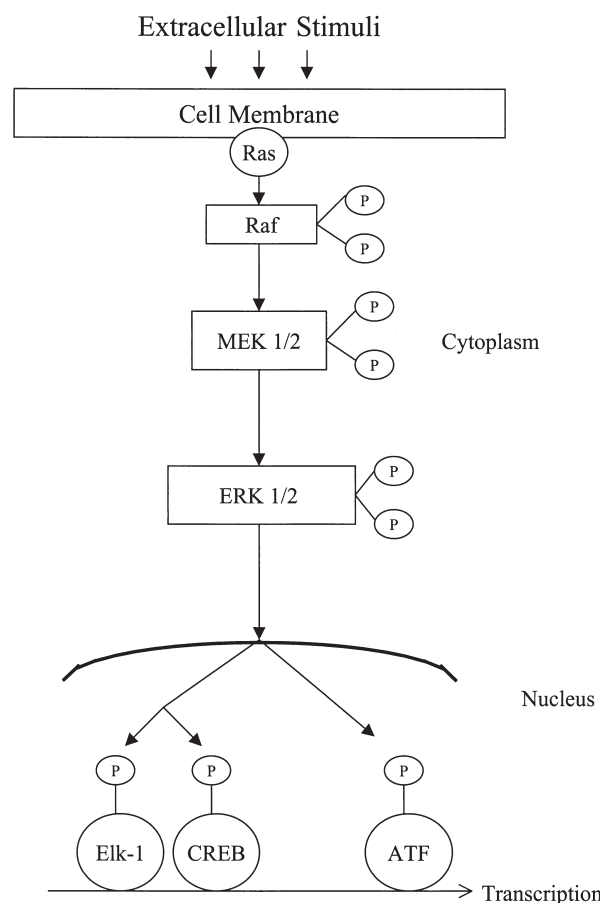 Extracellular Stimuli
Cell Membrane
Ras
P
Raf
P
P
MEK 1/2
Cytoplasm
P
P
ERK 1/2
P
Nucleus
P
P
P
Elk-1
CREB
ATF
Transcription